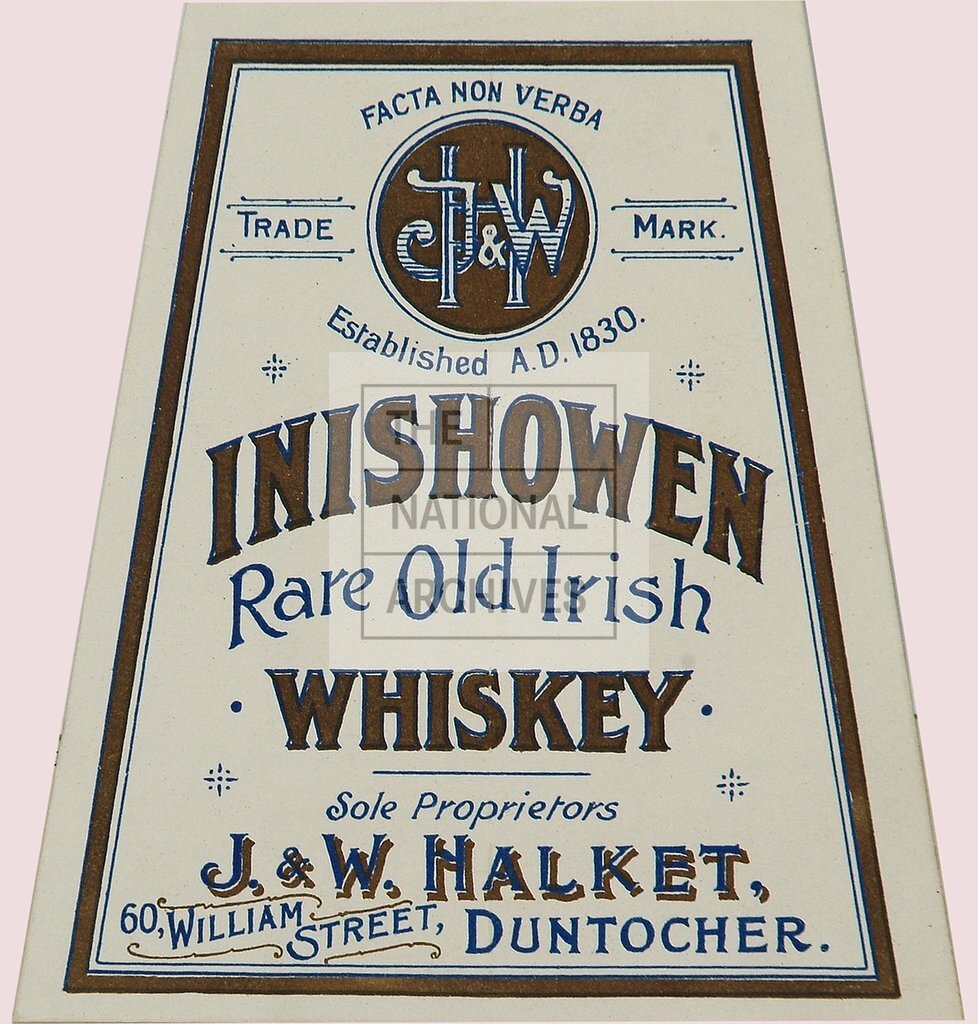 FACTA NON VERBA
J&WH
TRADE MARK.
Established A.D. 1830.
INISHOWEN
Rare Old Irish
WHISKEY
Sole Proprietors
J. & W. HALKET,
60, WILLIAM STREET, DUNTOCHER.
THE
NATIONAL
ARCHIVES